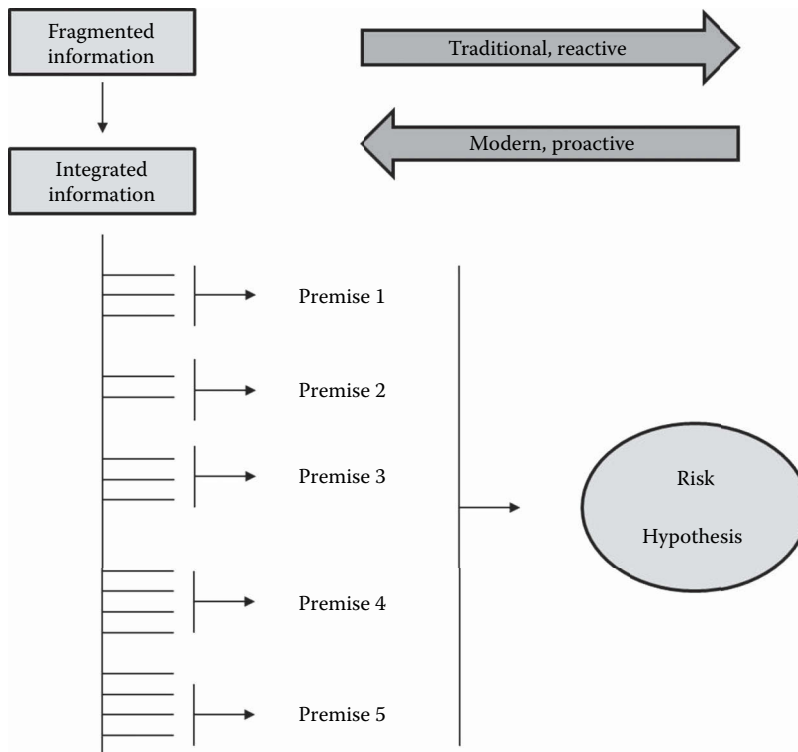 Fragmented
information
Traditional, reactive
Modern, proactive
Integrated
information
Premise 1
Premise 2
Premise 3
Premise 4
Premise 5
Risk
Hypothesis